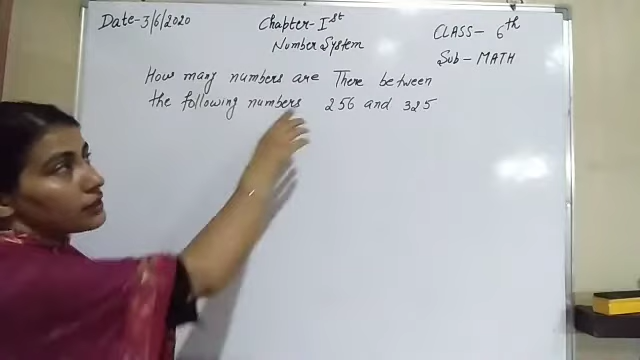 Date-3/6/2020
Chapter-Ist
Number System
CLASS- 6th
Sub-MATH
How many numbers are There between
the following numbers 256 and 325